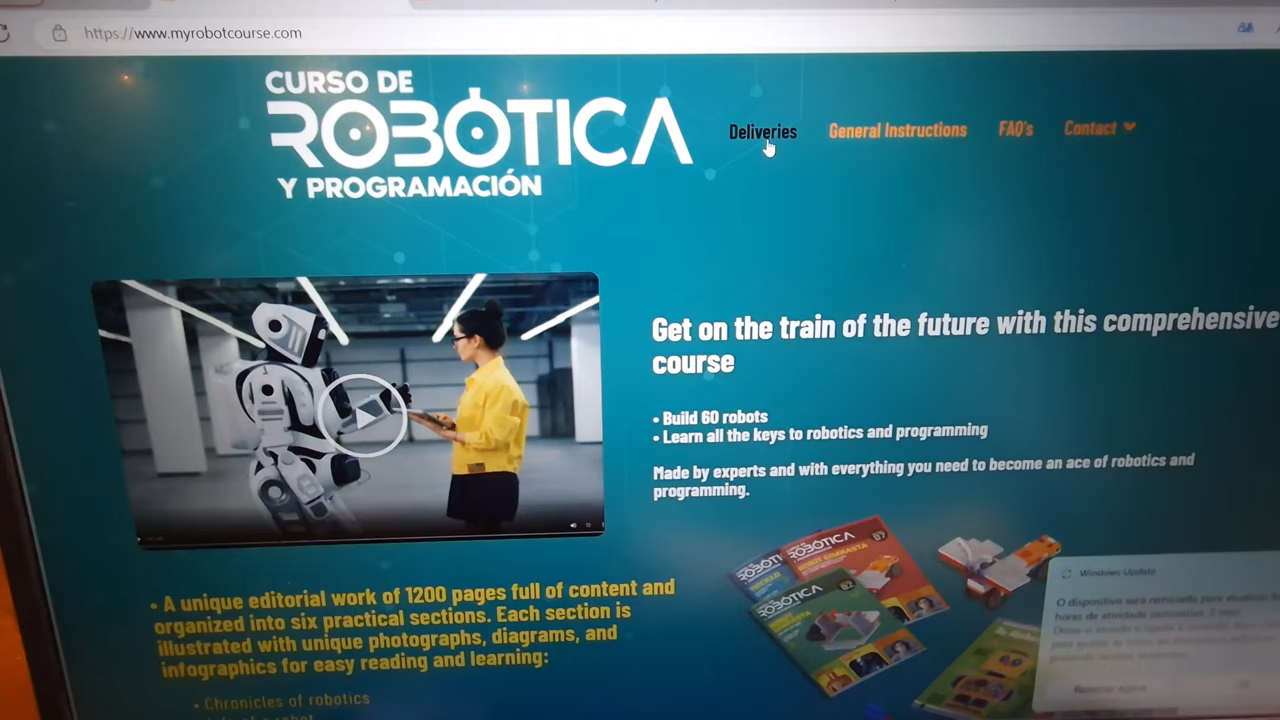 https://www.myrobotcourse.com
CURSO DE
ROBÓTICA
Y PROGRAMACIÓN
Deliveries
General Instructions
FAQ's
Contact
Get on the train of the future with this comprehensive
course
• Build 60 robots
• Learn all the keys to robotics and programming
Made by experts and with everything you need to become an ace of robotics and
programming.
• A unique editorial work of 1200 pages full of content and
organized into six practical sections. Each section is
illustrated with unique photographs, diagrams, and
infographics for easy reading and learning:
• Chronicles of robotics
ROBÓTICA
ROBÓTICA
Windows Update
O dispositivo será reiniciado para
horas de atividade